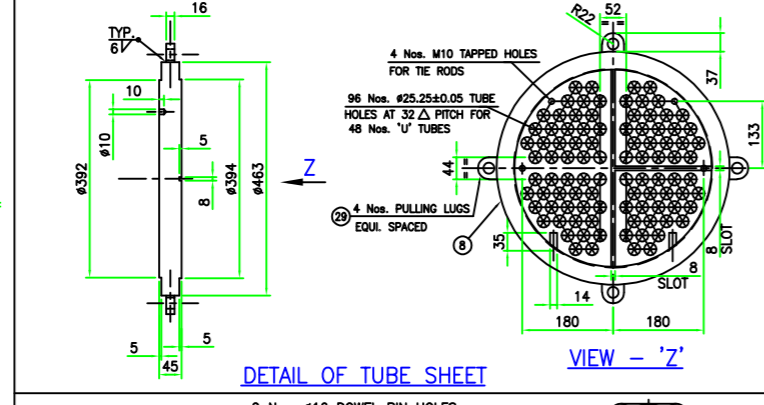 16
TYP.
6
10
ø10
5
ø392
8
ø394
ø463
Z
5
5
45
DETAIL OF TUBE SHEET
R22
52
=
=
37
4 Nos. M10 TAPPED HOLES
FOR TIE RODS
96 Nos. ø25.25±0.05 TUBE
HOLES AT 32 △ PITCH FOR
48 Nos. 'U' TUBES
133
44
=
=
29
4 Nos. PULLING LUGS
EQUI. SPACED
8
35
14
8
SLOT
8
SLOT
180
180
VIEW - 'Z'
DOWEL PIN HOLES